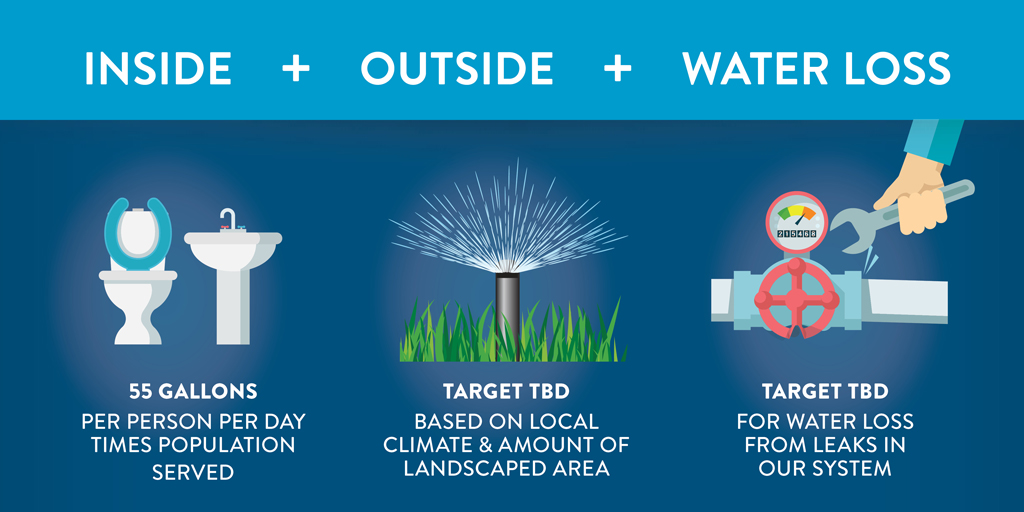 INSIDE + OUTSIDE + WATER LOSS
215468
55 GALLONS
PER PERSON PER DAY
TIMES POPULATION
SERVED
TARGET TBD
BASED ON LOCAL
CLIMATE & AMOUNT OF
LANDSCAPED AREA
TARGET TBD
FOR WATER LOSS
FROM LEAKS IN
OUR SYSTEM